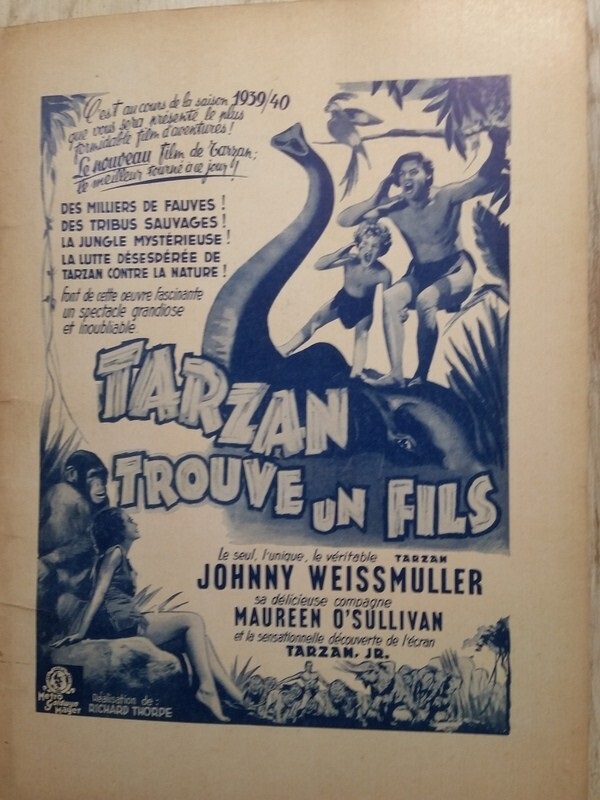 C'est au cours de la saison 1939/40
que vous sera présenté le plus
formidable film d'aventures!
Le nouveau film de Tarzan;
le meilleur tourné à ce jour!
DES MILLIERS DE FAUVES!
DES TRIBUS SAUVAGES!
LA JUNGLE MYSTÉRIEUSE!
LA LUTTE DÉSESPÉRÉE DE
TARZAN CONTRE LA NATURE!
font de cette œuvre fascinante
un spectacle grandiose
et inoubliable
TARZAN
TROUVE UN FILS
Le seul, l'unique, le véritable TARZAN
JOHNNY WEISSMULLER
sa délicieuse compagne
MAUREEN O'SULLIVAN
et la sensationnelle découverte de l'écran
TARZAN. JR.
Metro
Goldwyn
Mayer
Réalisation de:
RICHARD THORPE